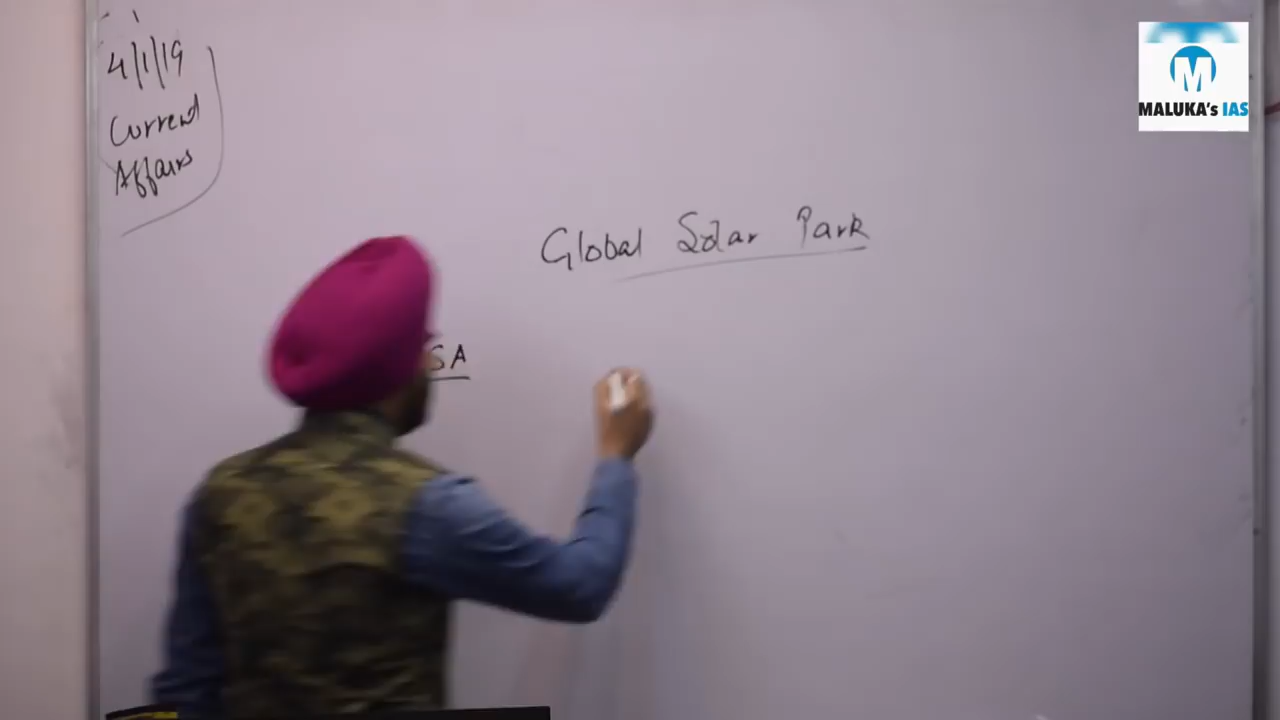 4/1/19
Current
Affairs
Global Solar Park
SA
M
MALUKA's IAS